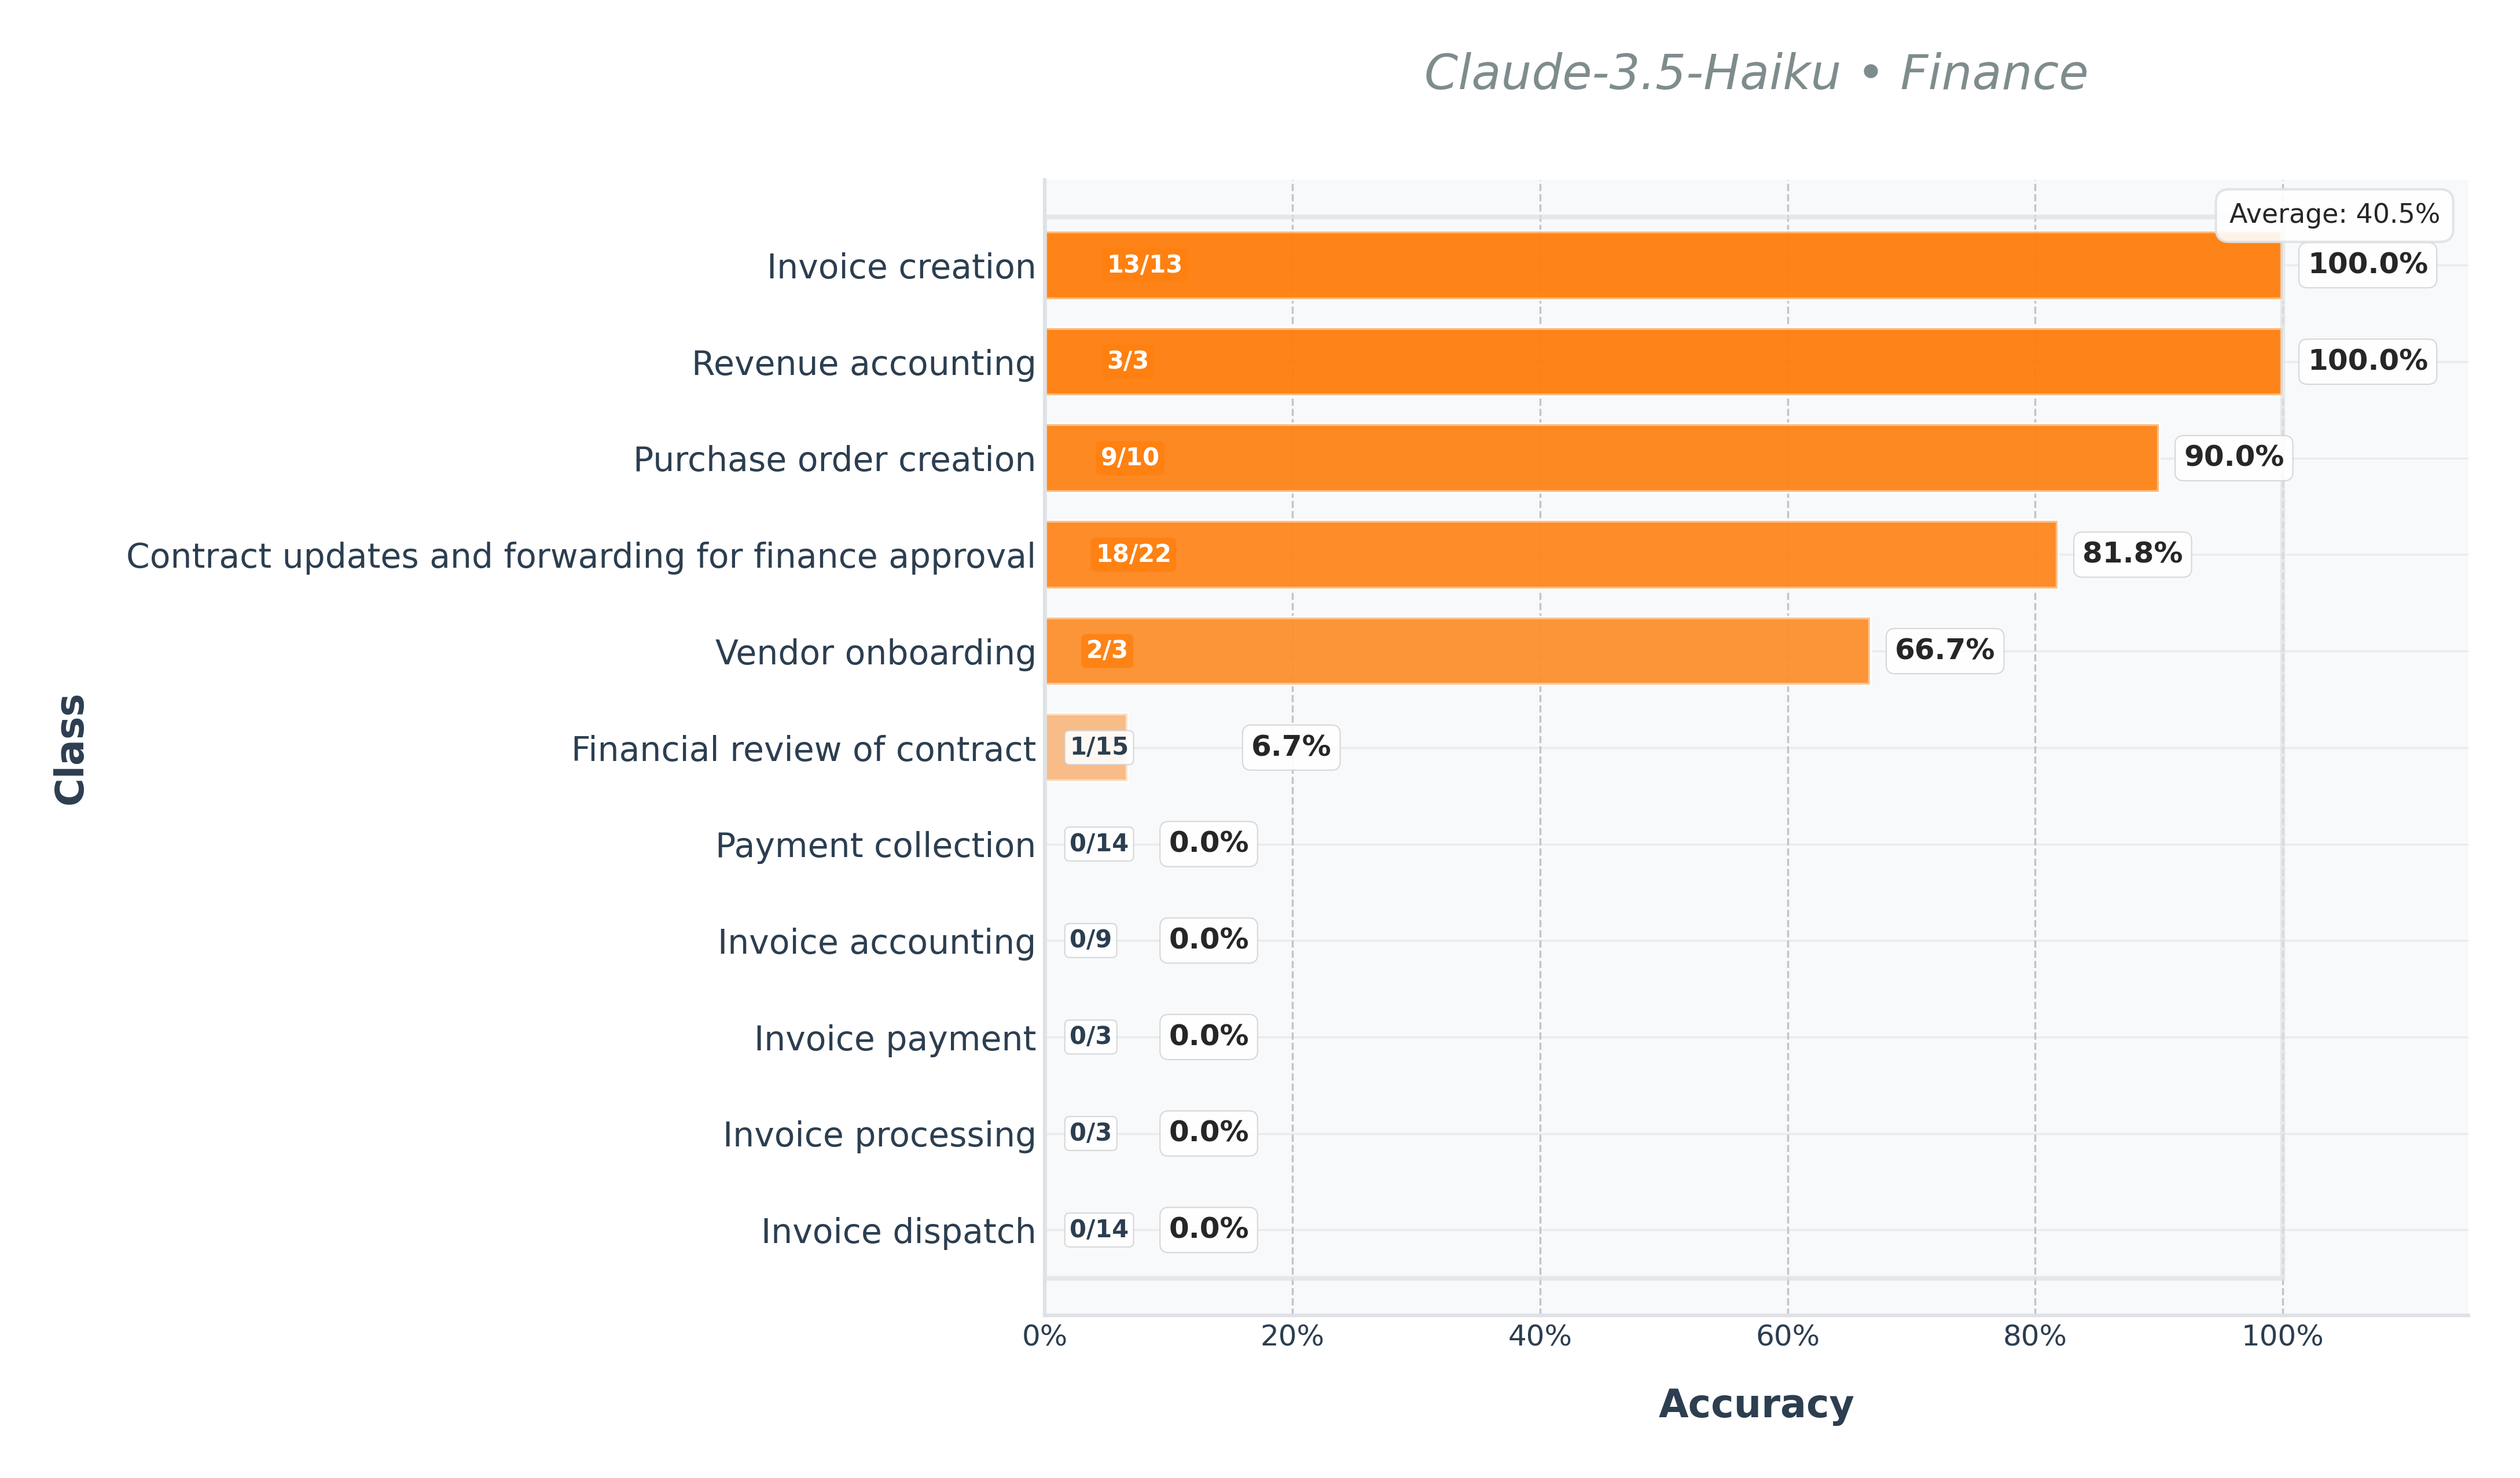 Claude-3.5-Haiku • Finance
Average: 40.5%
Invoice creation 13/13 100.0%
Revenue accounting 3/3 100.0%
Purchase order creation 9/10 90.0%
Contract updates and forwarding for finance approval 18/22 81.8%
Vendor onboarding 2/3 66.7%
Financial review of contract 1/15 6.7%
Payment collection 0/14 0.0%
Invoice accounting 0/9 0.0%
Invoice payment 0/3 0.0%
Invoice processing 0/3 0.0%
Invoice dispatch 0/14 0.0%
Class
0% 20% 40% 60% 80% 100%
Accuracy